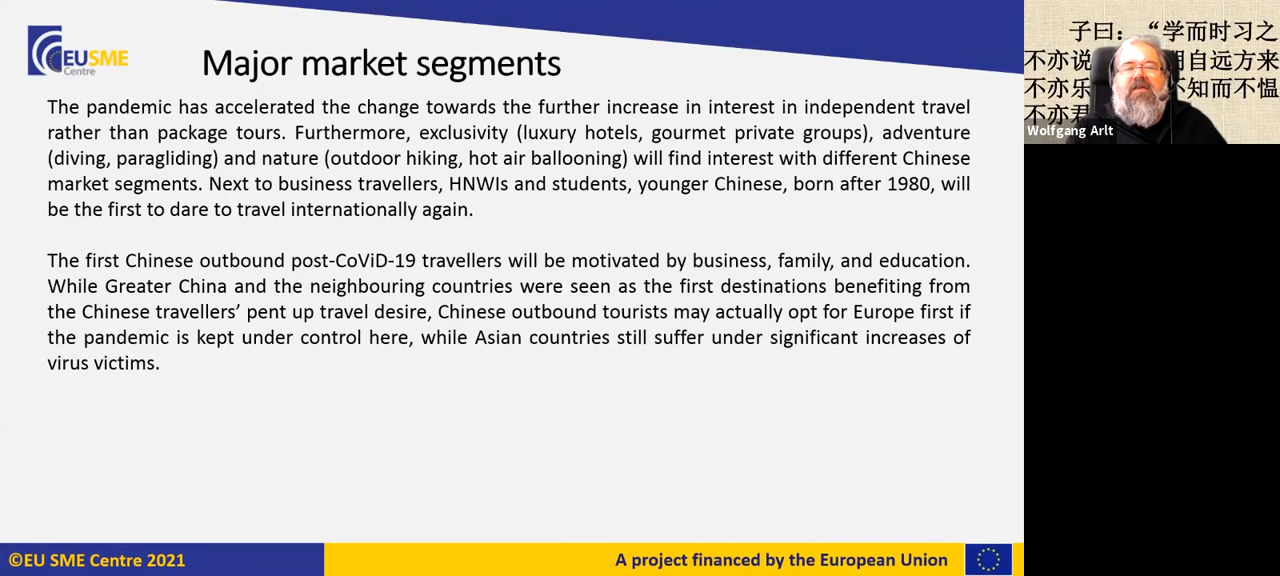 EUSME
Centre
Major market segments
The pandemic has accelerated the change towards the further increase in interest in independent travel
rather than package tours. Furthermore, exclusivity (luxury hotels, gourmet private groups), adventure
(diving, paragliding) and nature (outdoor hiking, hot air ballooning) will find interest with different Chinese
market segments. Next to business travellers, HNWIs and students, younger Chinese, born after 1980, will
be the first to dare to travel internationally again.
The first Chinese outbound post-CoViD-19 travellers will be motivated by business, family, and education.
While Greater China and the neighbouring countries were seen as the first destinations benefiting from
the Chinese travellers’ pent up travel desire, Chinese outbound tourists may actually opt for Europe first if
the pandemic is kept under control here, while Asian countries still suffer under significant increases of
virus victims.
©EU SME Centre 2021
A project financed by the European Union
子曰：“学而时习之
不亦说 朋自远方来
不亦乐 不知而不愠
不亦君
Wolfgang Arlt